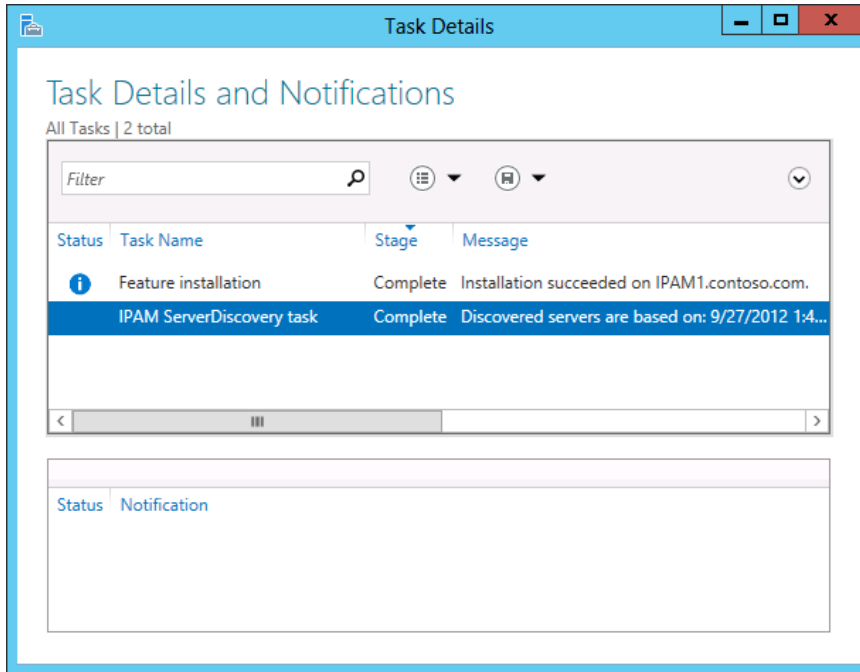 Task Details
Task Details and Notifications
All Tasks | 2 total
Filter
Status Task Name Stage Message
Feature installation Complete Installation succeeded on IPAM1.contoso.com.
IPAM ServerDiscovery task Complete Discovered servers are based on: 9/27/2012 1:4...
Status Notification